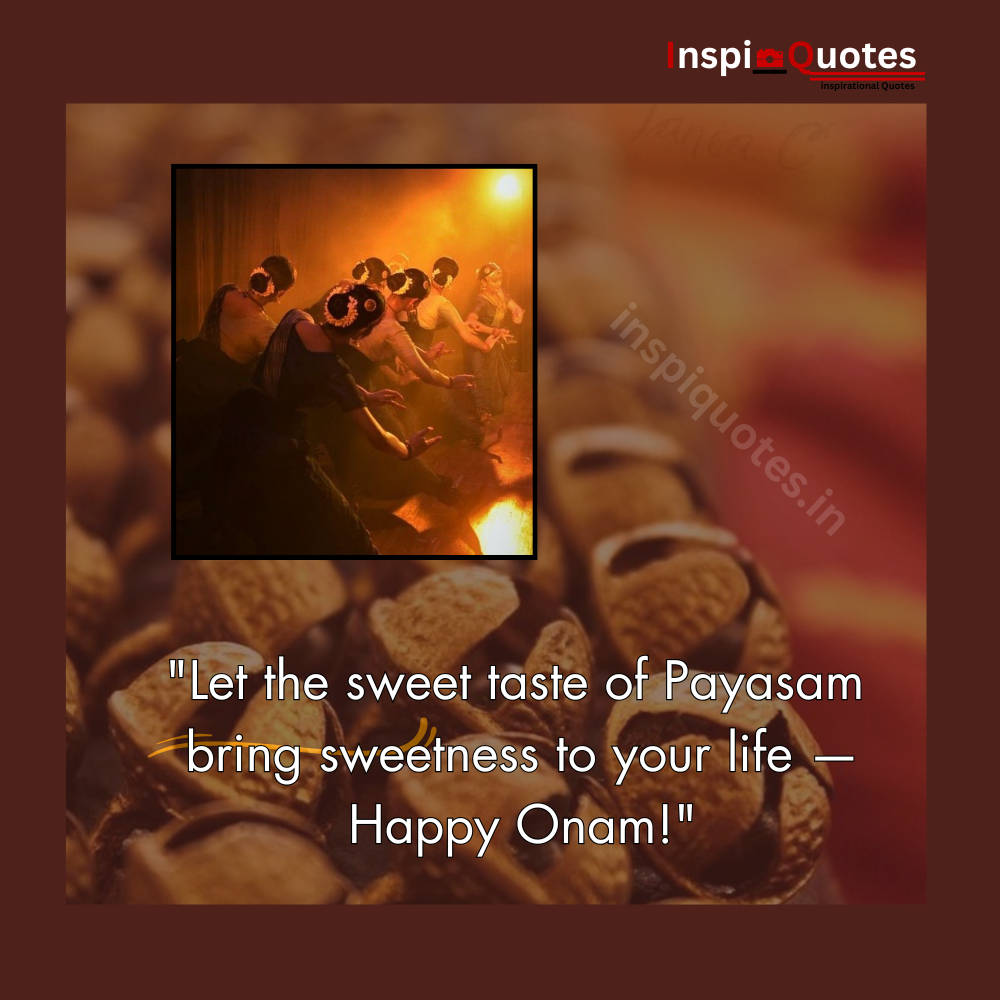 InspiQuotes
Inspirational Quotes
inspiquotes.in
"Let the sweet taste of Payasam
bring sweetness to your life —
Happy Onam!"